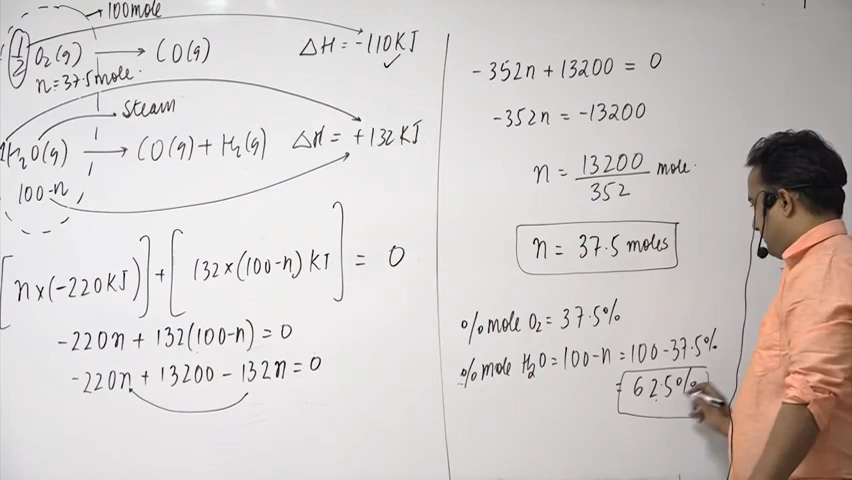 100mole
1/2 O₂(g) → CO(g) ΔH = -110KJ
n=37.5mole.
Steam
H₂O(g) → CO(g) + H₂(g) ΔH = +132KJ
100-n
[n×(-220KJ)] + [132×(100-n) KJ] = 0
-220n + 132(100-n) = 0
-220n + 13200 - 132n = 0
-352n + 13200 = 0
-352n = -13200
n = 13200/352 mole.
n = 37.5 moles
% mole O₂ = 37.5%
% mole H₂O = 100-n = 100-37.5%
= 62.5%